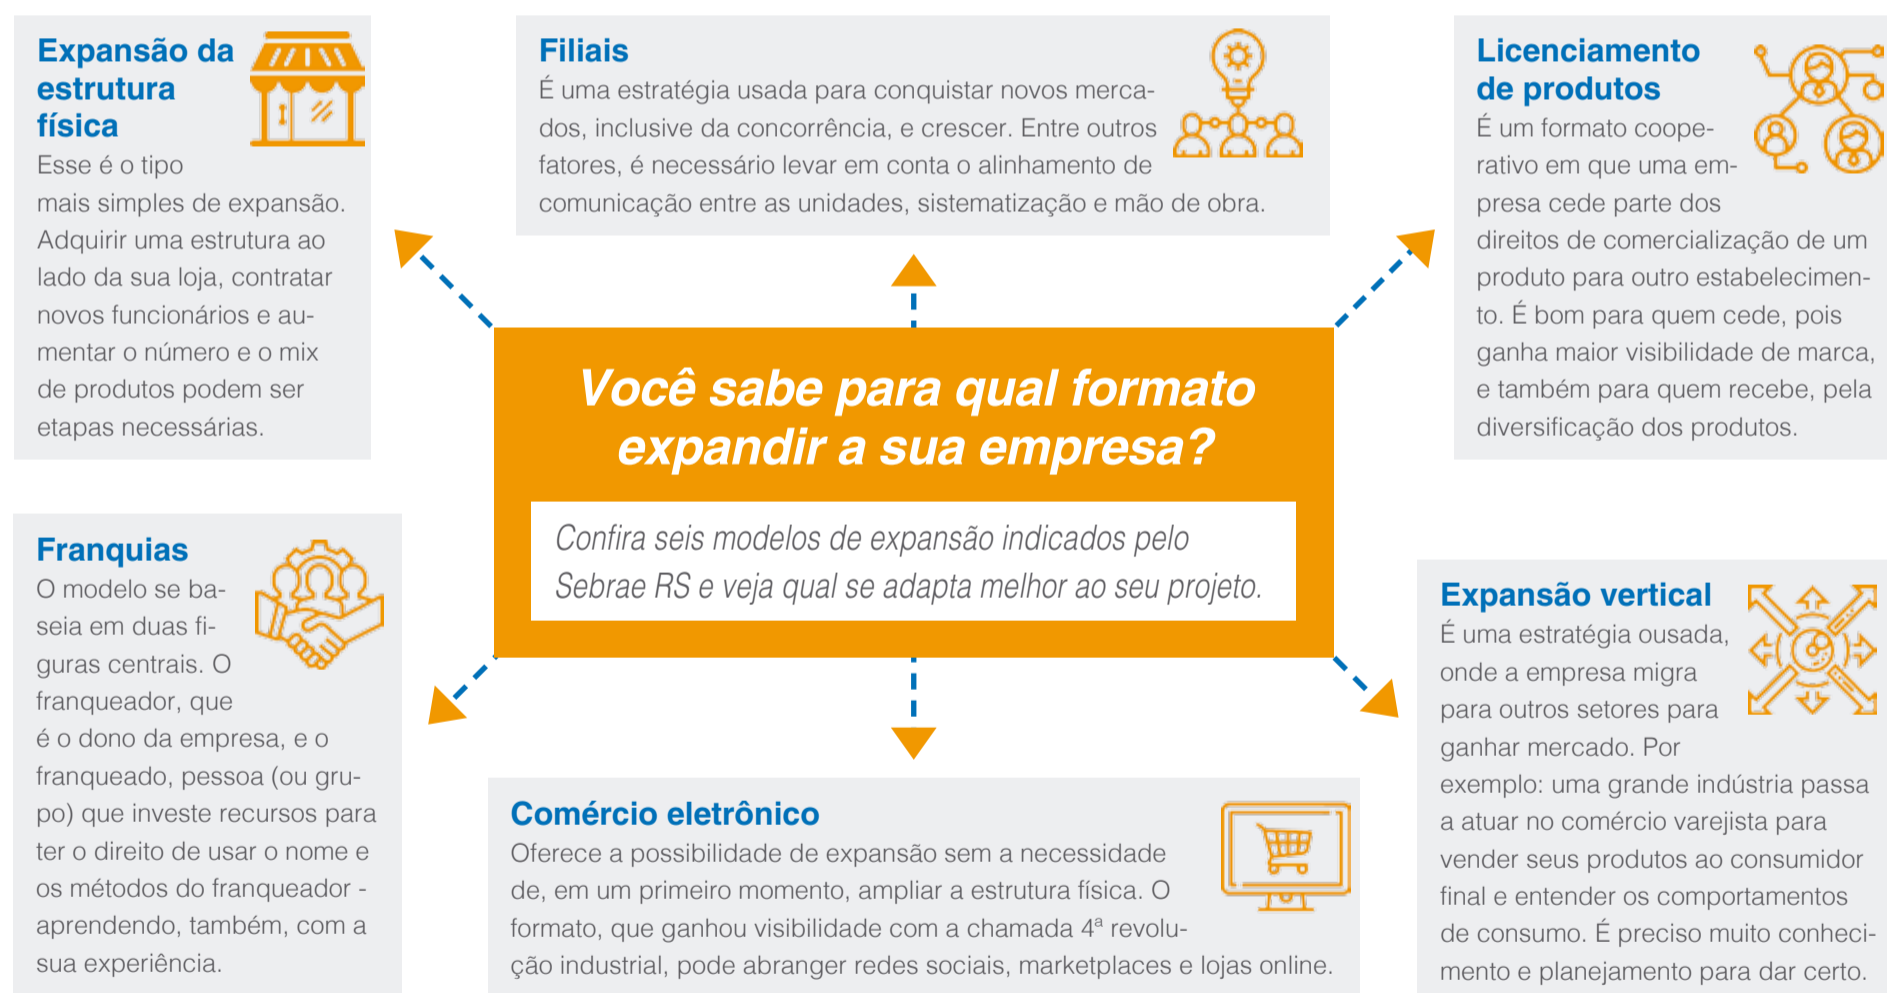 Expansão da
estrutura
física
Esse é o tipo
mais simples de expansão.
Adquirir uma estrutura ao
lado da sua loja, contratar
novos funcionários e au-
mentar o número e o mix
de produtos podem ser
etapas necessárias.
Filiais
É uma estratégia usada para conquistar novos merca-
dos, inclusive da concorrência, e crescer. Entre outros
fatores, é necessário levar em conta o alinhamento de
comunicação entre as unidades, sistematização e mão de obra.
Licenciamento
de produtos
É um formato coope-
rativo em que uma em-
presa cede parte dos
direitos de comercialização de um
produto para outro estabelecimen-
to. É bom para quem cede, pois
ganha maior visibilidade de marca,
e também para quem recebe, pela
diversificação dos produtos.
Você sabe para qual formato
expandir a sua empresa?
Confira seis modelos de expansão indicados pelo
Sebrae RS e veja qual se adapta melhor ao seu projeto.
Franquias
O modelo se ba-
seia em duas fi-
guras centrais. O
franqueador, que
é o dono da empresa, e o
franqueado, pessoa (ou gru-
po) que investe recursos para
ter o direito de usar o nome e
os métodos do franqueador -
aprendendo, também, com a
sua experiência.
Comércio eletrônico
Oferece a possibilidade de expansão sem a necessidade
de, em um primeiro momento, ampliar a estrutura física. O
formato, que ganhou visibilidade com a chamada 4ª revolu-
ção industrial, pode abranger redes sociais, marketplaces e lojas online.
Expansão vertical
É uma estratégia ousada,
onde a empresa migra
para outros setores para
ganhar mercado. Por
exemplo: uma grande indústria passa
a atuar no comércio varejista para
vender seus produtos ao consumidor
final e entender os comportamentos
de consumo. É preciso muito conheci-
mento e planejamento para dar certo.